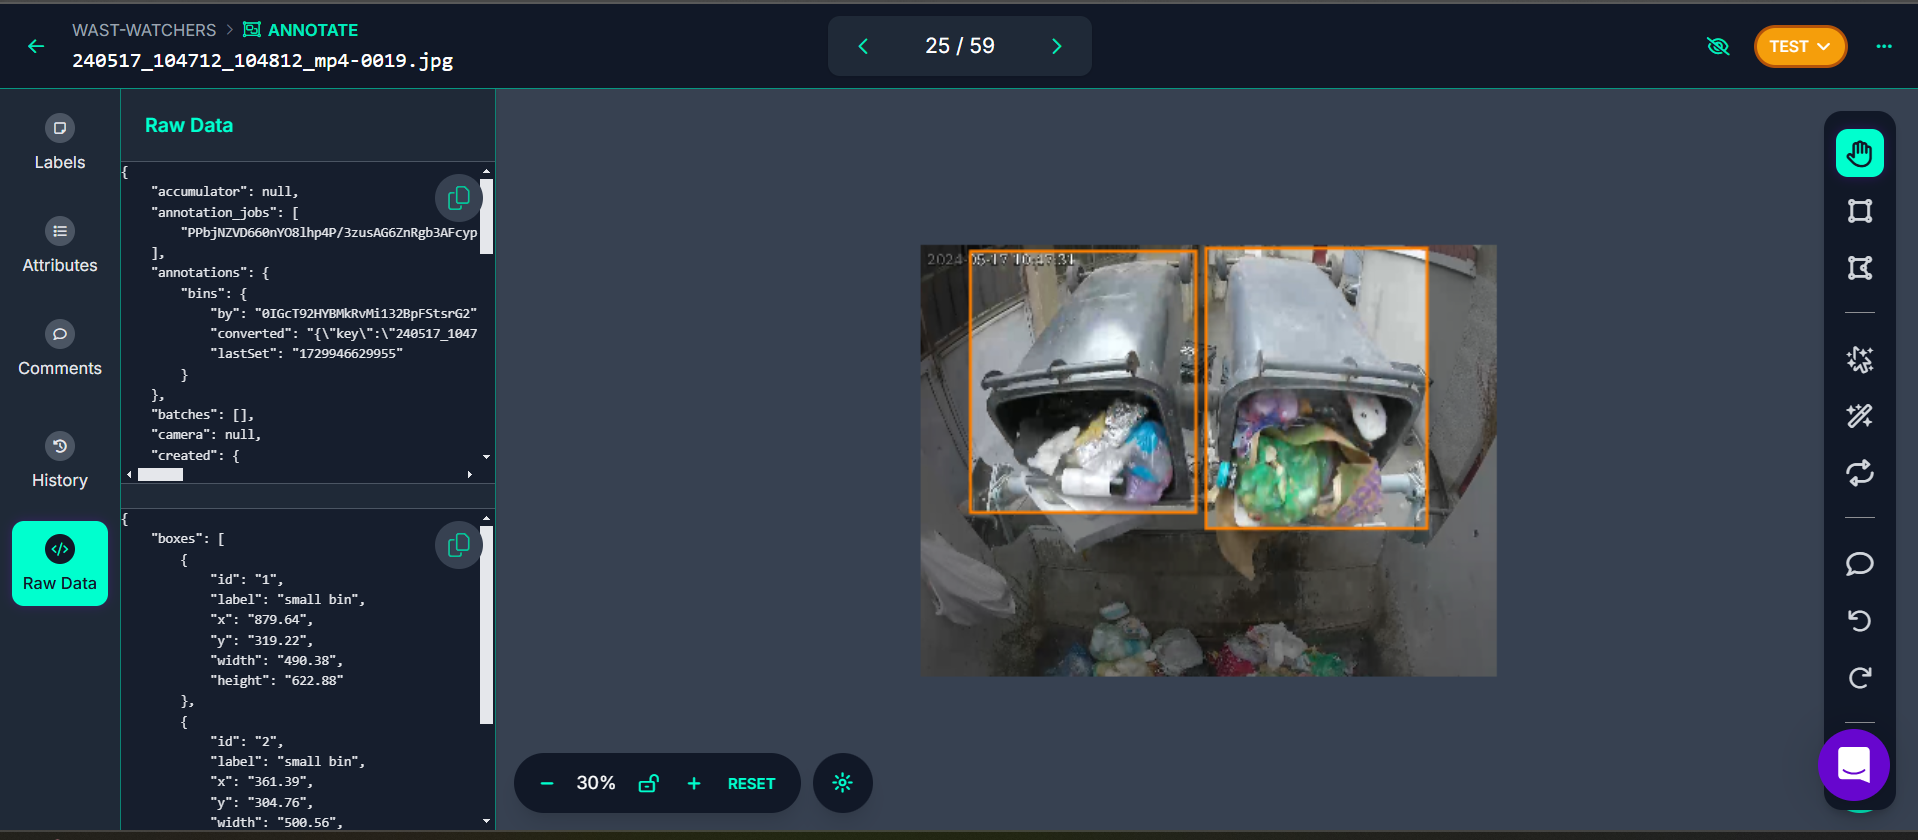 WAST-WATCHERS > ANNOTATE
240517_104712_104812_mp4-0019.jpg
25 / 59
TEST
Labels
Attributes
Comments
History
Raw Data
Raw Data
{
"accumulator": null,
"annotation_jobs": [
"PPbjNZVD660nYO8lhp4P/3zusAG6ZnRgb3AFcyp
],
"annotations": {
"bins": {
"by": "0IGcT92HYBMkRvMi132BpFStsrG2"
"converted": "{\"key\":\"240517_1047
"lastSet": "1729946629955"
}
},
"batches": [],
"camera": null,
"created": {
{
"boxes": [
{
"id": "1",
"label": "small bin",
"x": "879.64",
"y": "319.22",
"width": "490.38",
"height": "622.88"
},
{
"id": "2",
"label": "small bin",
"x": "361.39",
"y": "304.76",
"width": "500.56",
2024-05-17 10:47:31
30%
RESET